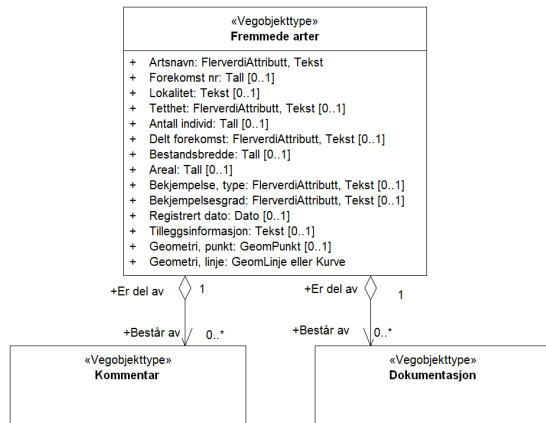 «Vegobjekttype»
Fremmede arter
+ Artsnavn: FlerverdiAttributt, Tekst
+ Forekomst nr: Tall [0..1]
+ Lokalitet: Tekst [0..1]
+ Tetthet: FlerverdiAttributt, Tekst [0..1]
+ Antall individ: Tall [0..1]
+ Delt forekomst: FlerverdiAttributt, Tekst [0..1]
+ Bestandsbredde: Tall [0..1]
+ Areal: Tall [0..1]
+ Bekjempelse, type: FlerverdiAttributt, Tekst [0..1]
+ Bekjempelsesgrad: FlerverdiAttributt, Tekst [0..1]
+ Registrert dato: Dato [0..1]
+ Tilleggsinformasjon: Tekst [0..1]
+ Geometri, punkt: GeomPunkt [0..1]
+ Geometri, linje: GeomLinje eller Kurve
+Er del av 1 +Er del av 1
+Består av 0..* +Består av 0..*
«Vegobjekttype» «Vegobjekttype»
Kommentar Dokumentasjon